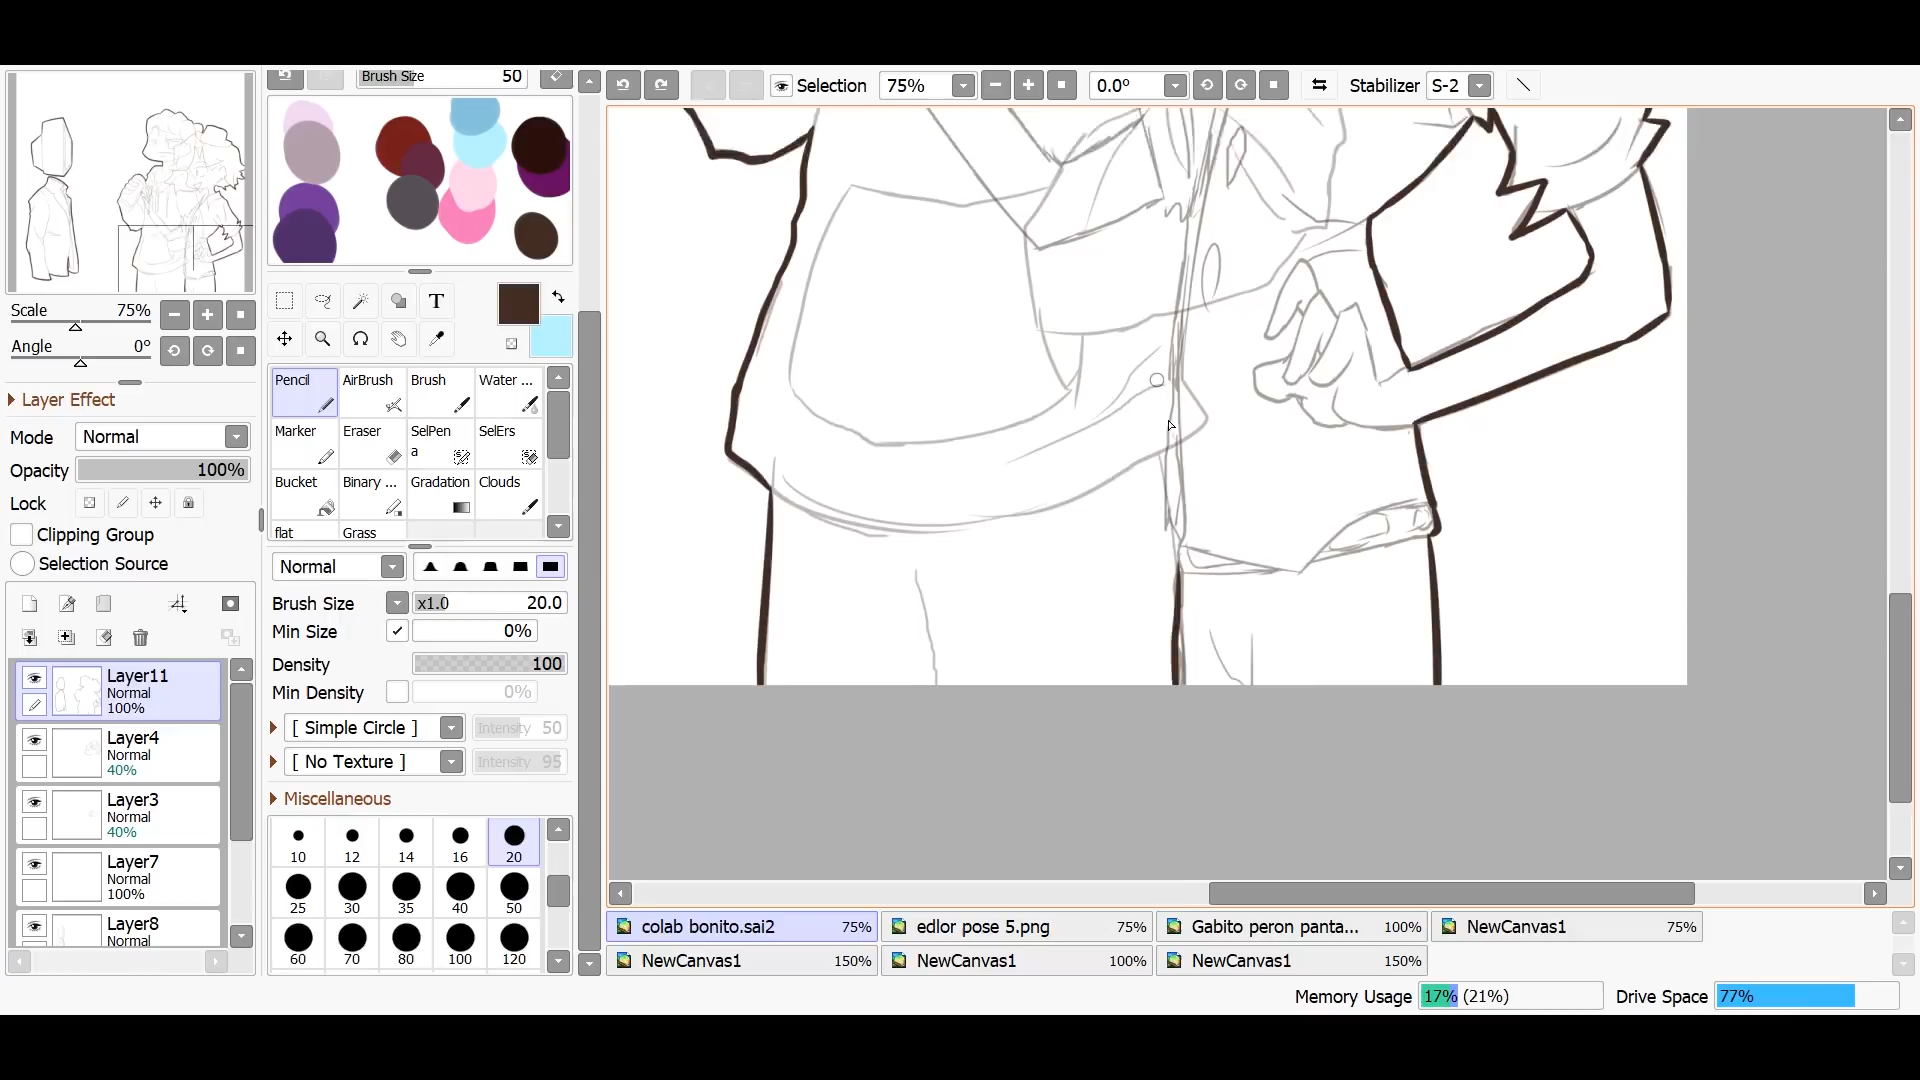 Brush Size 50
Selection 75% 0.0° Stabilizer S-2
Scale 75%
Angle 0°
Layer Effect
Mode Normal
Opacity 100%
Lock
Clipping Group
Selection Source
Layer11
Normal
100%
Layer4
Normal
40%
Layer3
Normal
40%
Layer7
Normal
100%
Layer8
Normal
T
Pencil AirBrush Brush Water ...
Marker Eraser SelPen a SelErs
Bucket Binary ... Gradation Clouds
flat Grass
Normal
Brush Size x1.0 20.0
Min Size 0%
Density 100
Min Density 0%
[ Simple Circle ] Intensity 50
[ No Texture ] Intensity 95
Miscellaneous
10 12 14 16 20
25 30 35 40 50
60 70 80 100 120
colab bonito.sai2 75% edlor pose 5.png 75% Gabito peron panta... 100% NewCanvas1 75%
NewCanvas1 150% NewCanvas1 100% NewCanvas1 150%
Memory Usage 17% (21%) Drive Space 77%